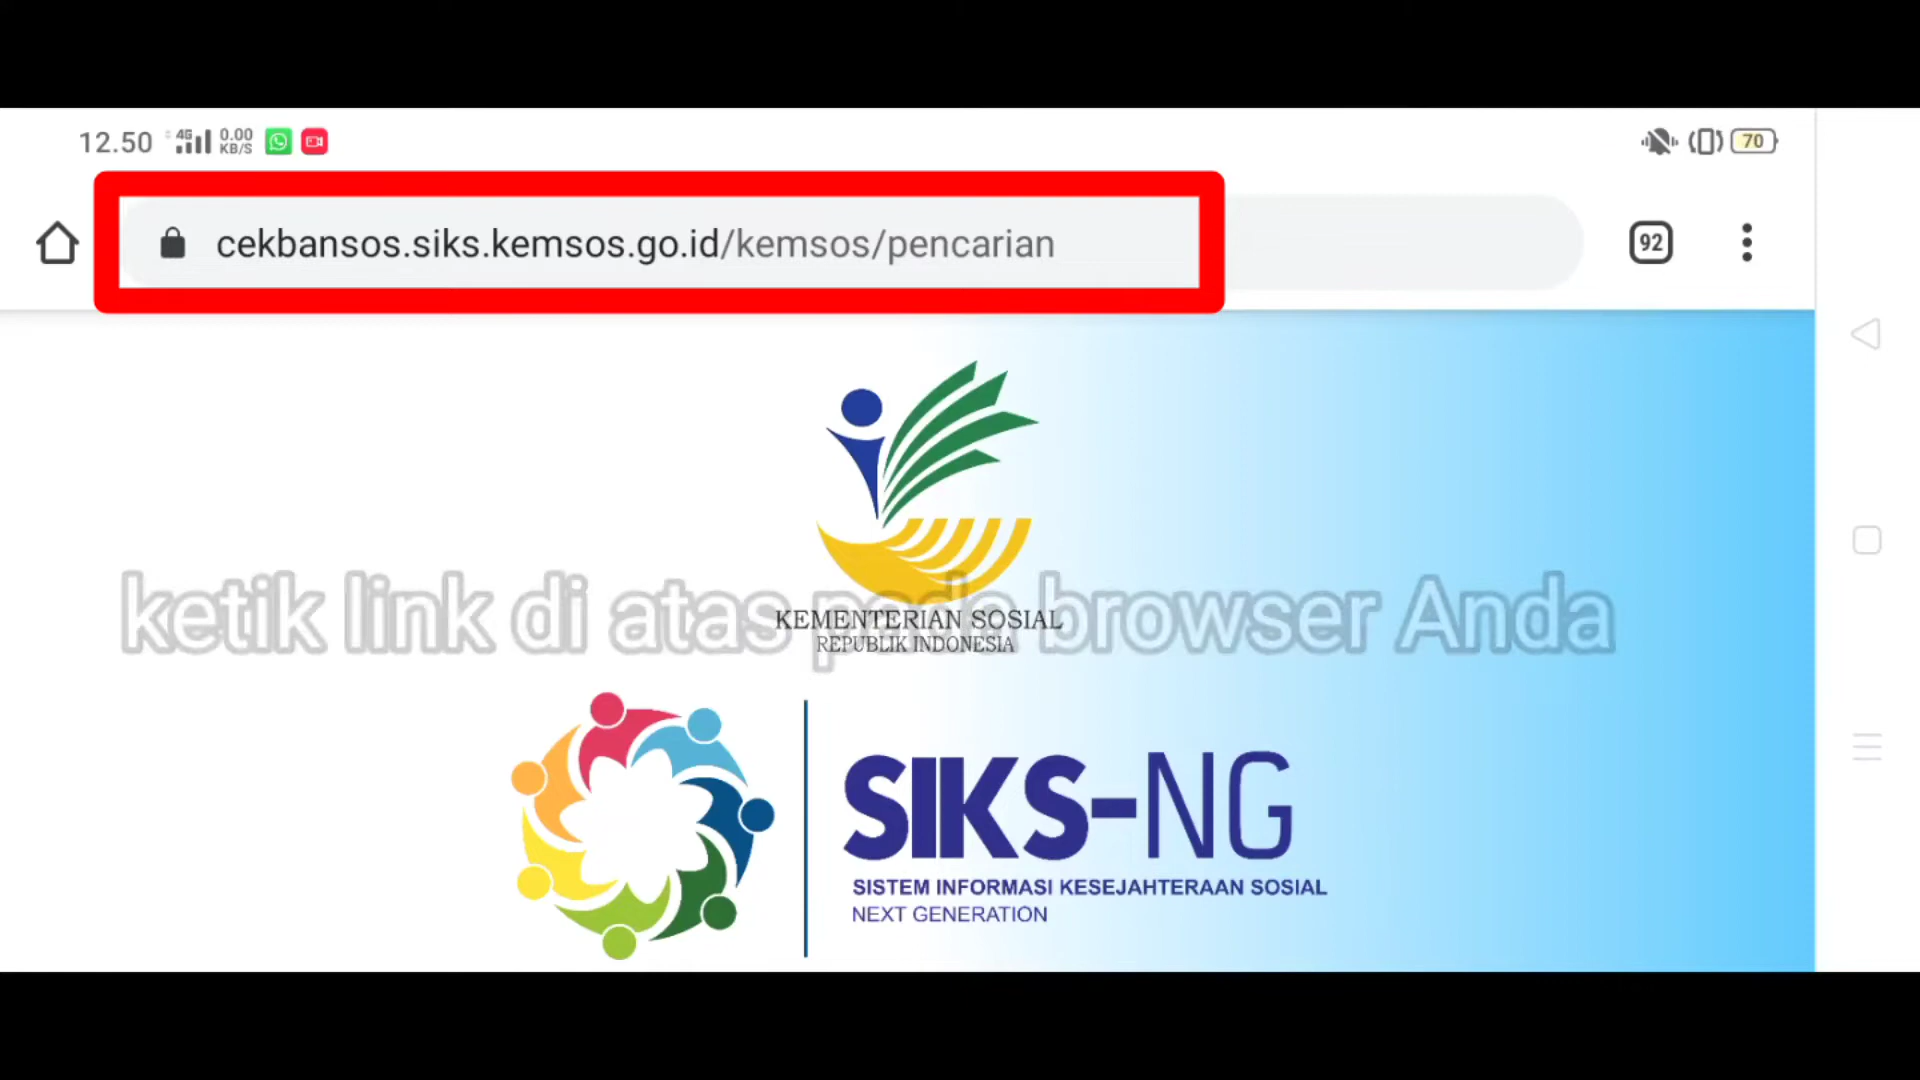 12.50 4G 0.00 KB/S 70
cekbansos.siks.kemsos.go.id/kemsos/pencarian 92
ketik link di atas pada browser Anda
KEMENTERIAN SOSIAL
REPUBLIK INDONESIA
SIKS-NG
SISTEM INFORMASI KESEJAHTERAAN SOSIAL
NEXT GENERATION